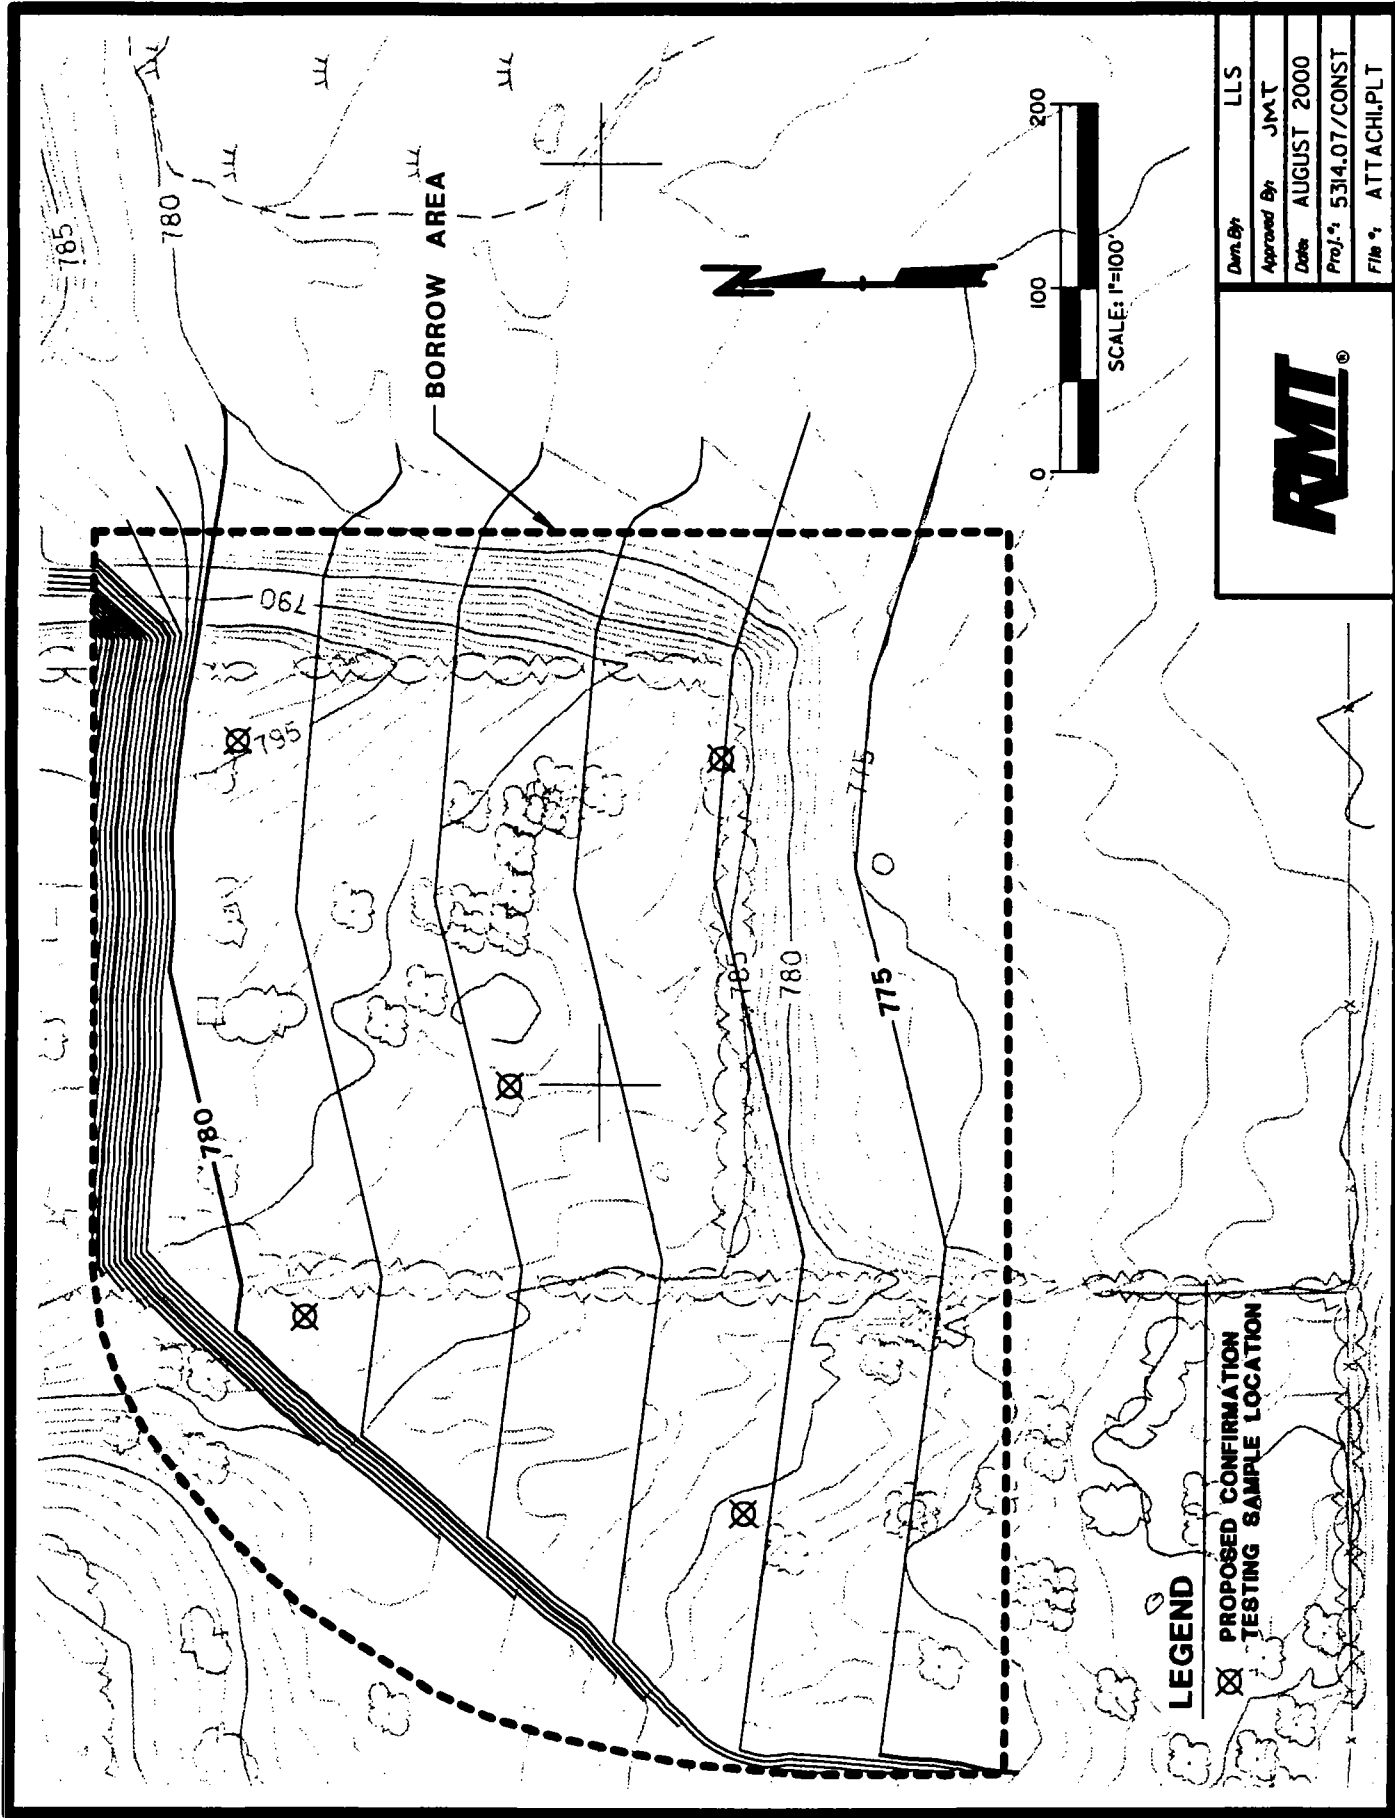 785
780
BORROW AREA
790
795
775
785
780
775
780
N
0 100 200
SCALE: 1"=100'
LEGEND
PROPOSED CONFIRMATION
TESTING SAMPLE LOCATION
RMT®
Dwn. By: LLS
Approved By: JMT
Date: AUGUST 2000
Proj. #: 5314.07/CONST
File #: ATTACH1.PLT